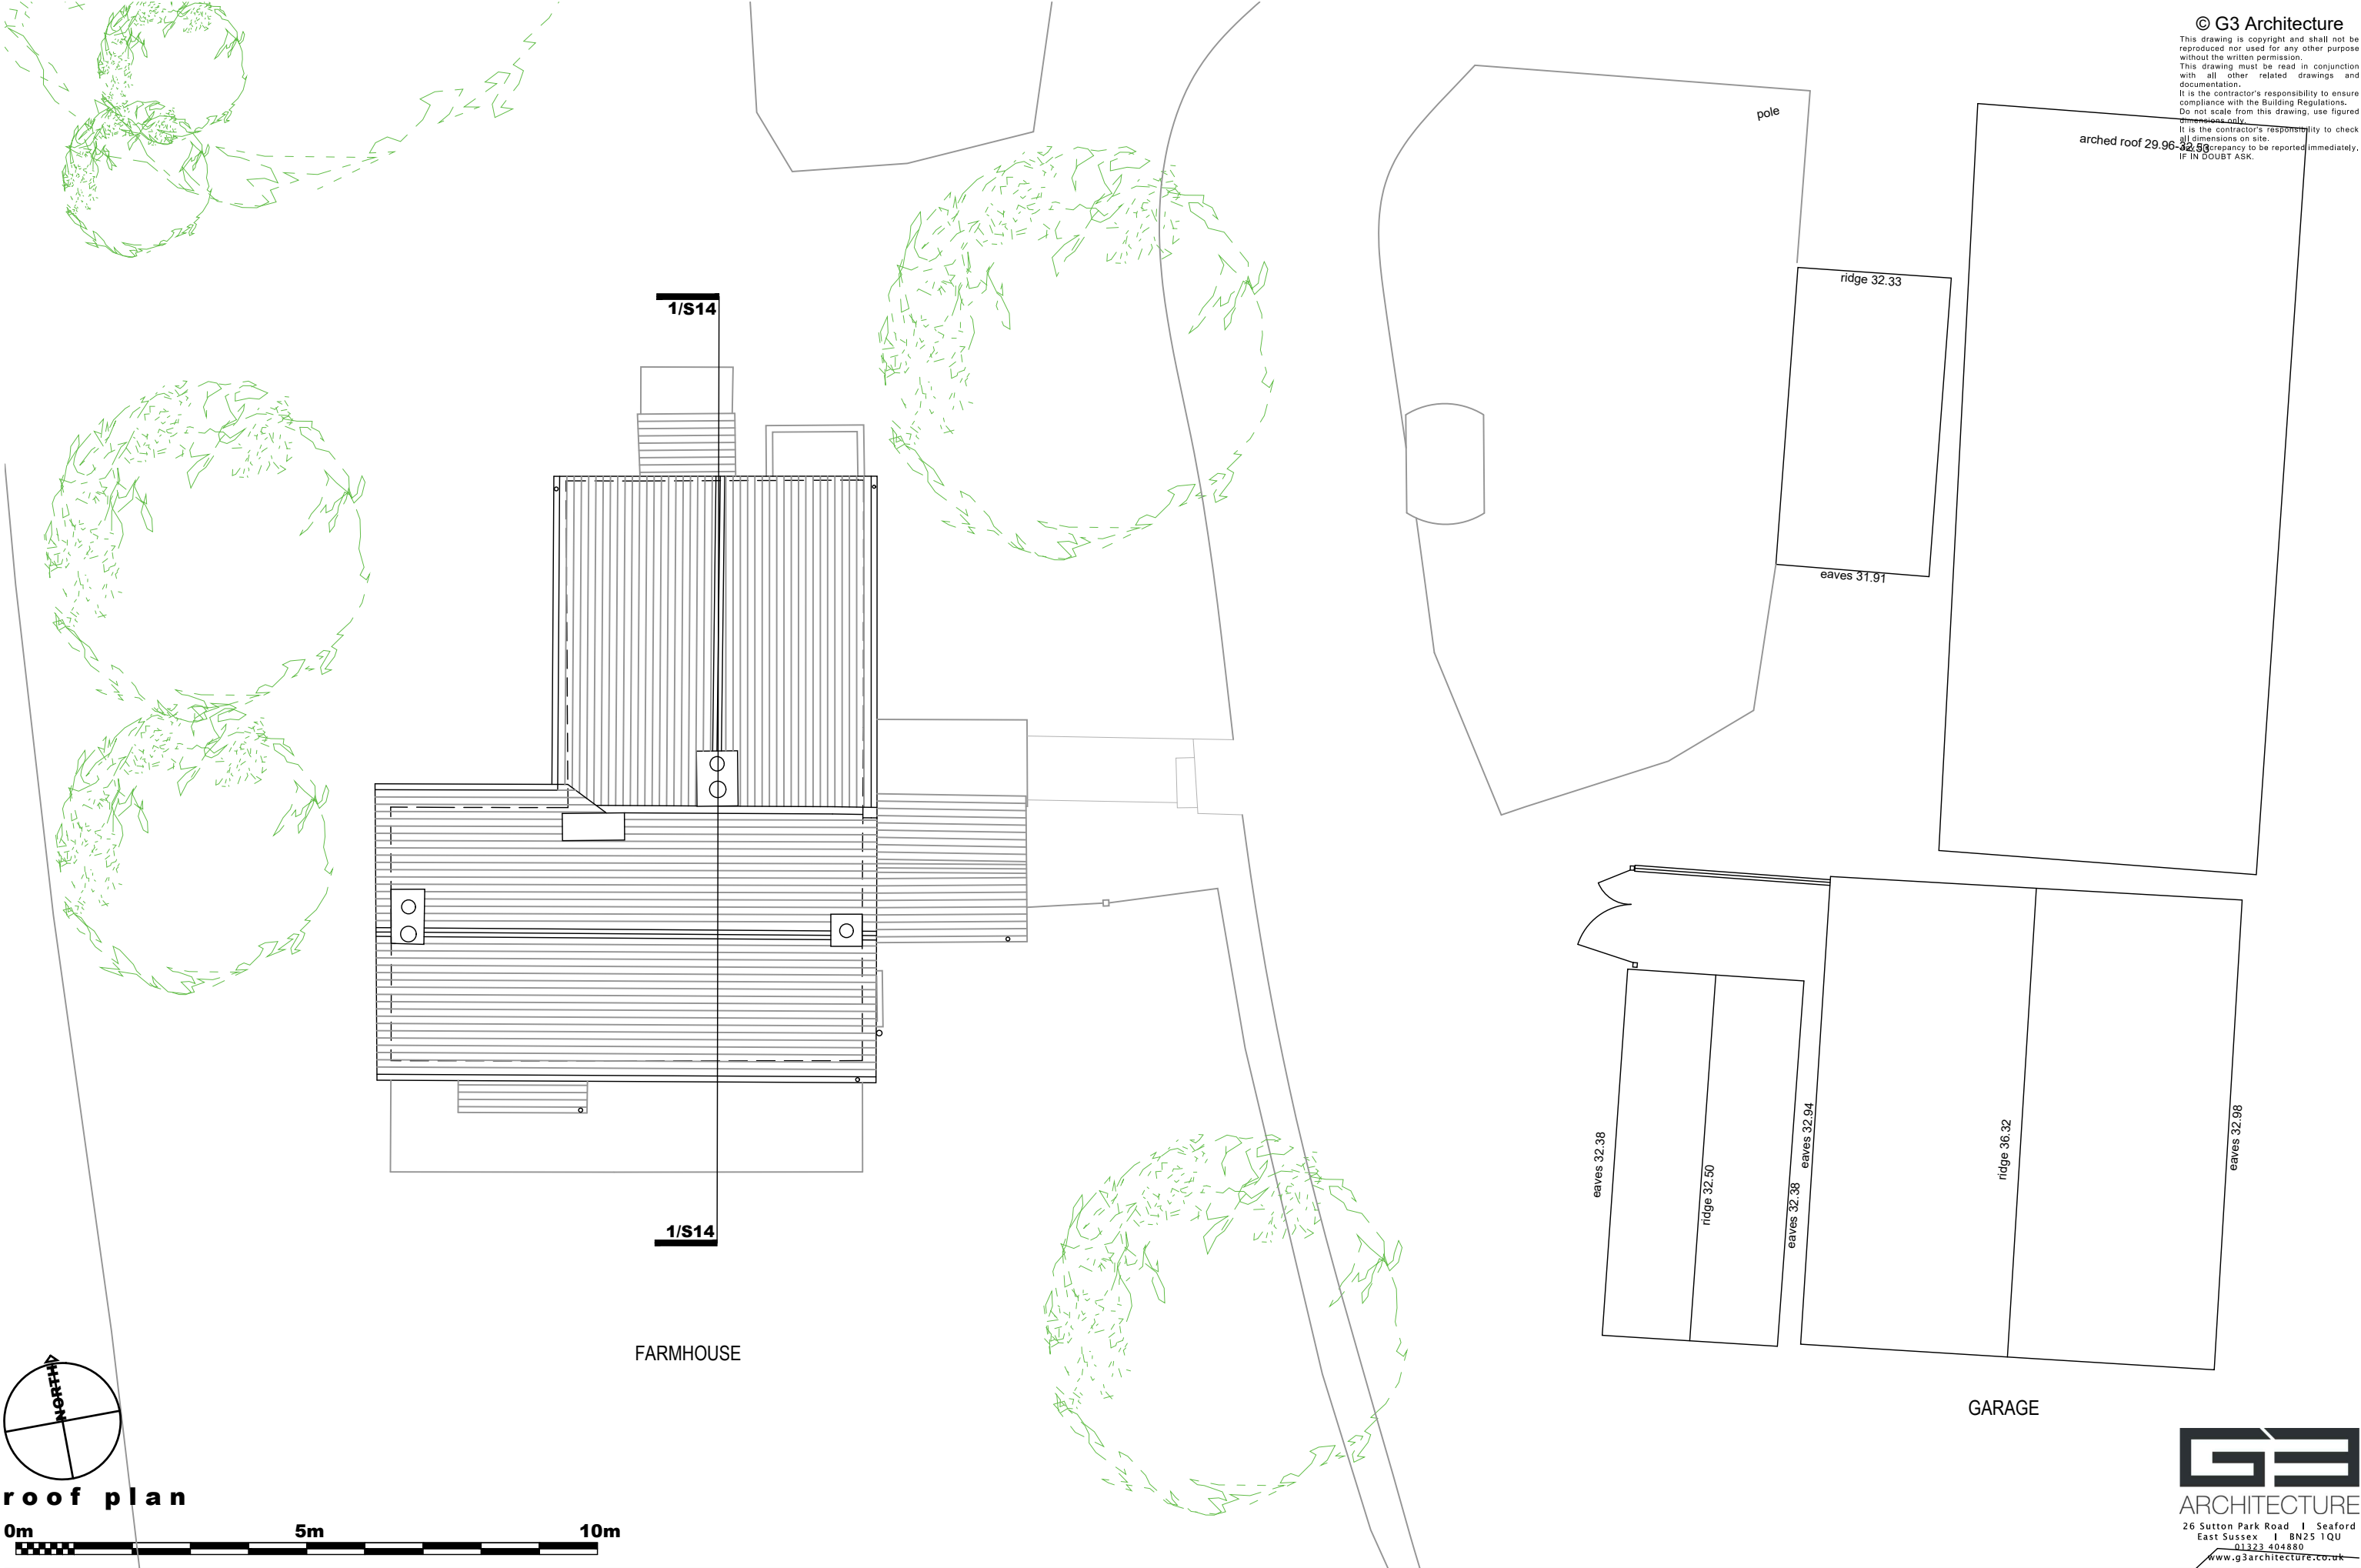 © G3 Architecture
This drawing is copyright and shall not be
reproduced nor used for any other purpose
without the written permission.
This drawing must be read in conjunction
with all other related drawings and
documentation.
It is the contractor's responsibility to ensure
compliance with the Building Regulations.
Do not scale from this drawing, use figured
dimensions only.
It is the contractor's responsibility to check
all dimensions on site.
discrepancy to be reported immediately,
IF IN DOUBT ASK.
pole
arched roof 29.96-32.53
ridge 32.33
1/S14
eaves 31.91
eaves 32.38
ridge 32.50
eaves 32.38
eaves 32.94
ridge 36.32
eaves 32.98
1/S14
FARMHOUSE
GARAGE
NORTH
roof plan
0m 5m 10m
G3
ARCHITECTURE
26 Sutton Park Road | Seaford
East Sussex | BN25 1QU
01323 404880
www.g3architecture.co.uk